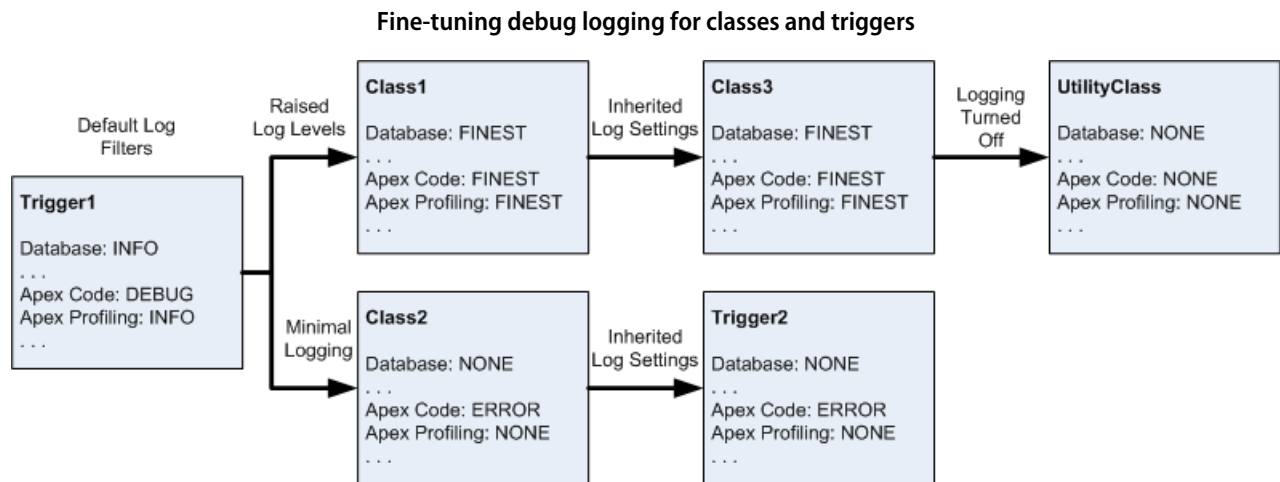 Fine-tuning debug logging for classes and triggers
Default Log
Filters
Trigger1
Database: INFO
. . .
Apex Code: DEBUG
Apex Profiling: INFO
. . .
Raised
Log Levels
Class1
Database: FINEST
. . .
Apex Code: FINEST
Apex Profiling: FINEST
. . .
Inherited
Log Settings
Class3
Database: FINEST
. . .
Apex Code: FINEST
Apex Profiling: FINEST
. . .
Logging
Turned
Off
UtilityClass
Database: NONE
. . .
Apex Code: NONE
Apex Profiling: NONE
. . .
Minimal
Logging
Class2
Database: NONE
. . .
Apex Code: ERROR
Apex Profiling: NONE
. . .
Inherited
Log Settings
Trigger2
Database: NONE
. . .
Apex Code: ERROR
Apex Profiling: NONE
. . .